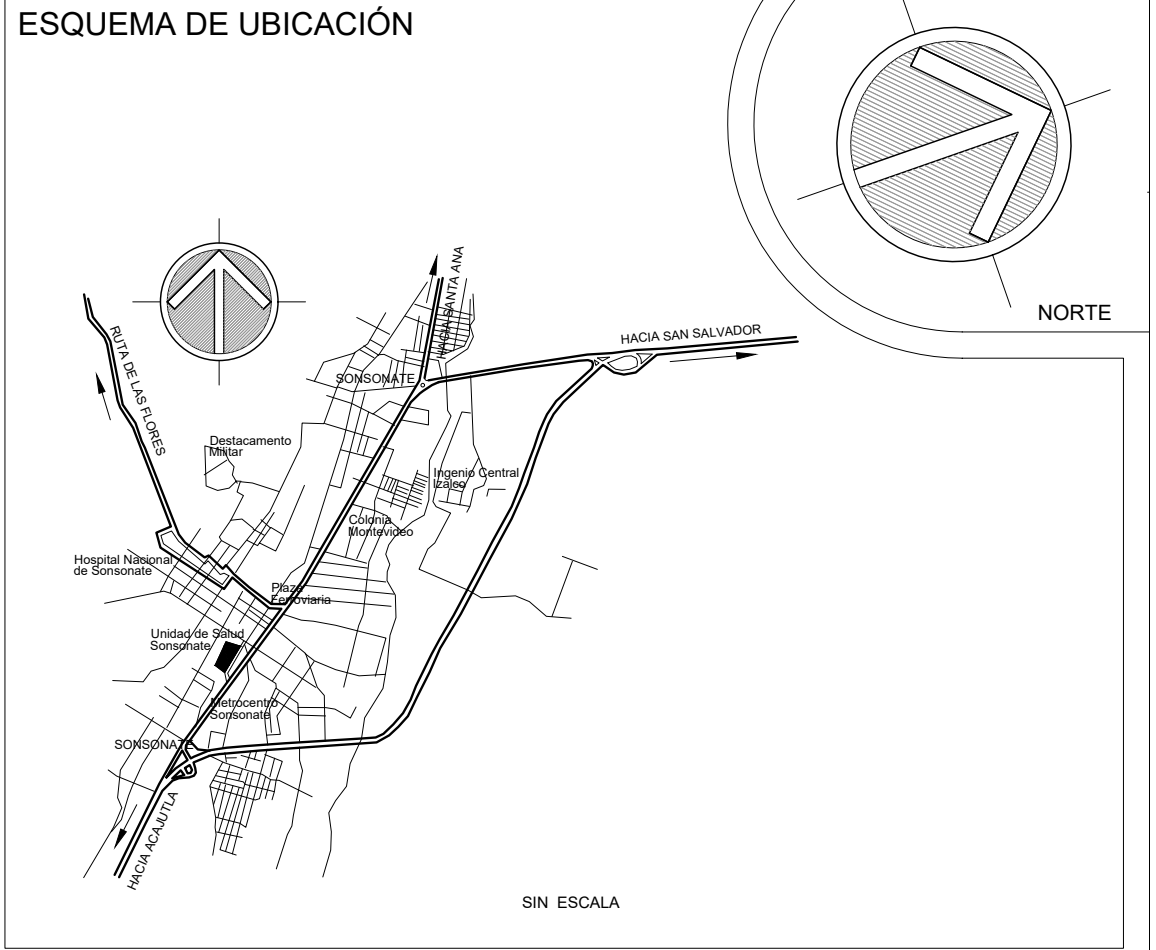 ESQUEMA DE UBICACIÓN
NORTE
HACIA SANTA ANA
HACIA SAN SALVADOR
RUTA DE LAS FLORES
SONSONATE
Destacamento
Militar
Ingenio Central
Izalco
Colonia
Montevideo
Hospital Nacional
de Sonsonate
Plaza
Ferroviaria
Unidad de Salud
Sonsonate
Metrocentro
Sonsonate
SONSONATE
HACIA ACAJUTLA
SIN ESCALA